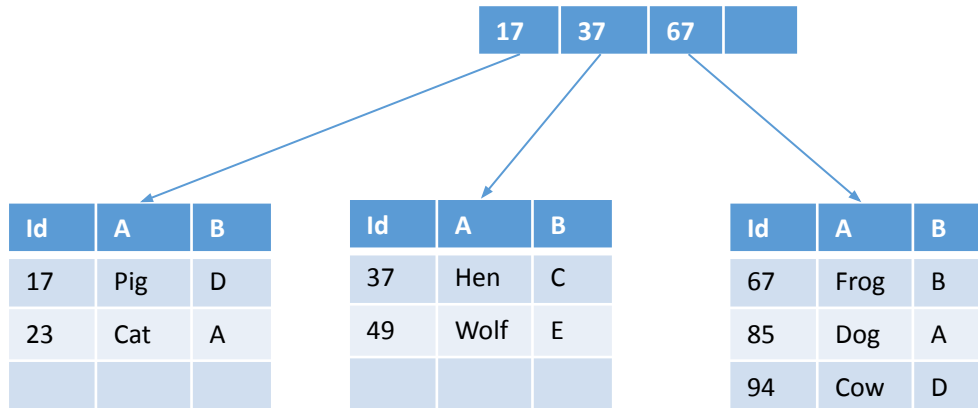 17 37 67
Id A B
17 Pig D
23 Cat A
Id A B
37 Hen C
49 Wolf E
Id A B
67 Frog B
85 Dog A
94 Cow D